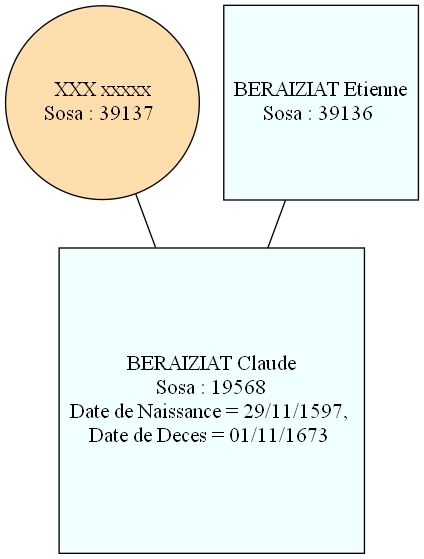 XXX xxxxx
Sosa : 39137
BERAIZIAT Etienne
Sosa : 39136
BERAIZIAT Claude
Sosa : 19568
Date de Naissance = 29/11/1597,
Date de Deces = 01/11/1673